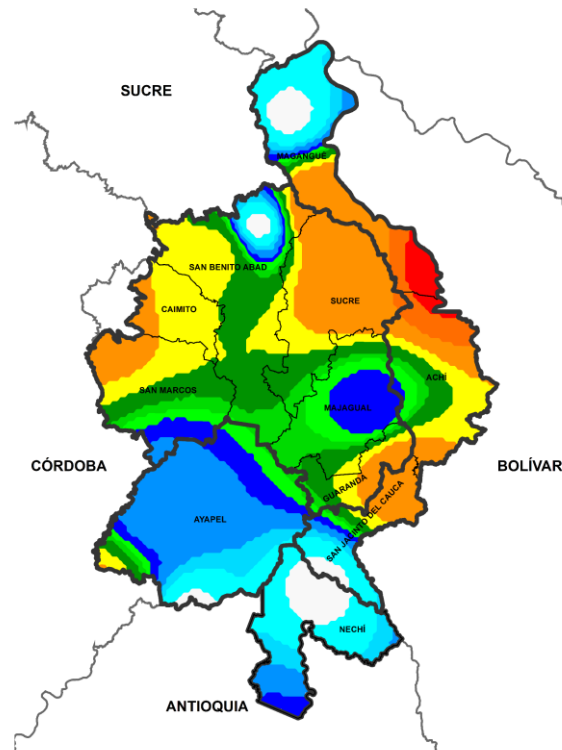 SUCRE
MAGANGUE
SAN BENITO ABAD
CAIMITO
SUCRE
ACHÍ
SAN MARCOS
MAJAGUAL
CÓRDOBA
BOLÍVAR
GUARANDA
SAN JACINTO DEL CAUCA
AYAPEL
NECHÍ
ANTIOQUIA